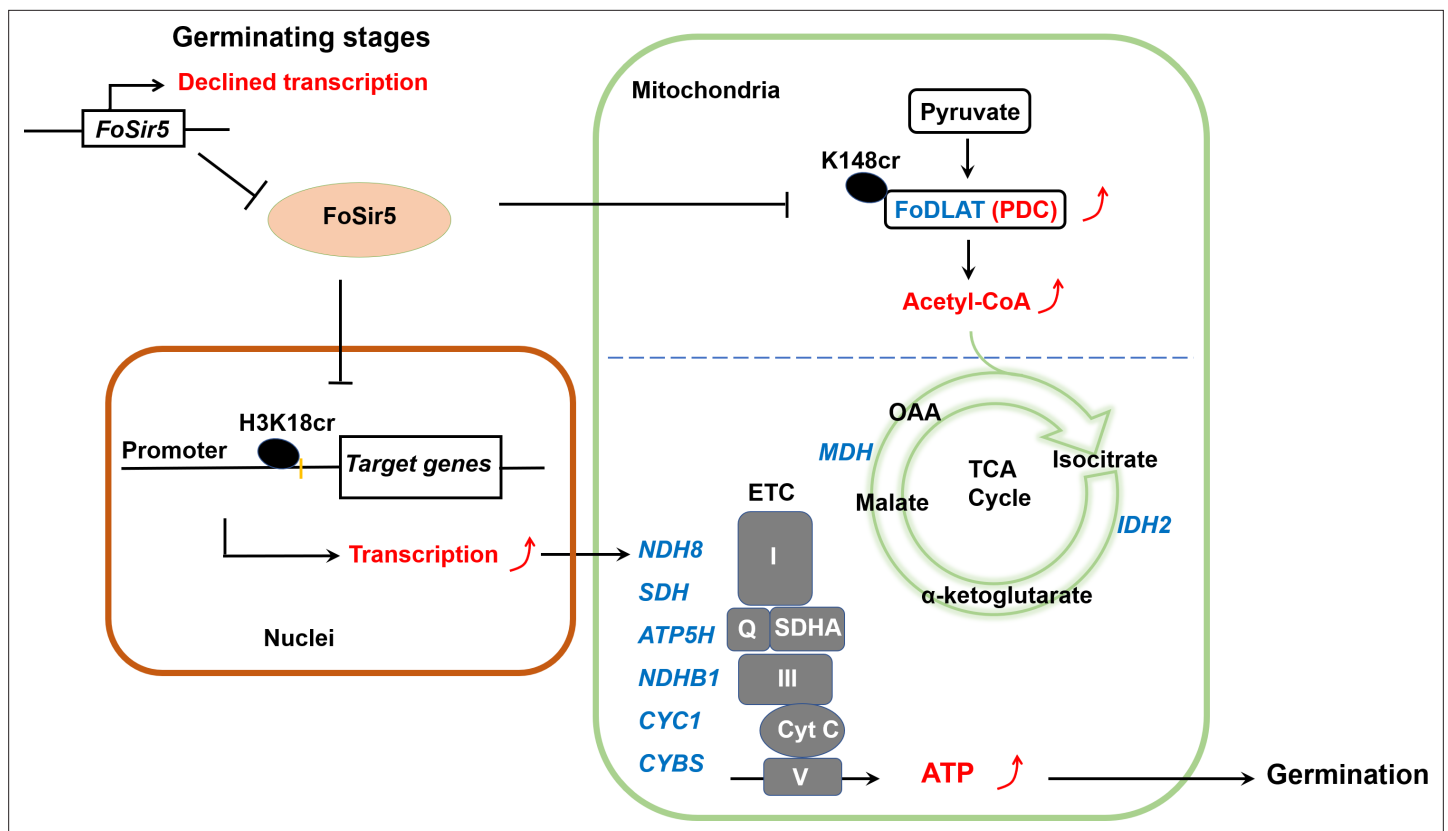 Germinating stages
Declined transcription
FoSir5
FoSir5
Mitochondria
Pyruvate
K148cr
FoDLAT (PDC)
Acetyl-CoA
H3K18cr
Promoter
Target genes
Transcription
Nuclei
OAA
MDH
Isocitrate
TCA
Cycle
Malate
IDH2
α-ketoglutarate
ETC
NDH8
SDH
ATP5H
NDHB1
CYC1
CYBS
I
Q
SDHA
III
Cyt C
V
ATP
Germination